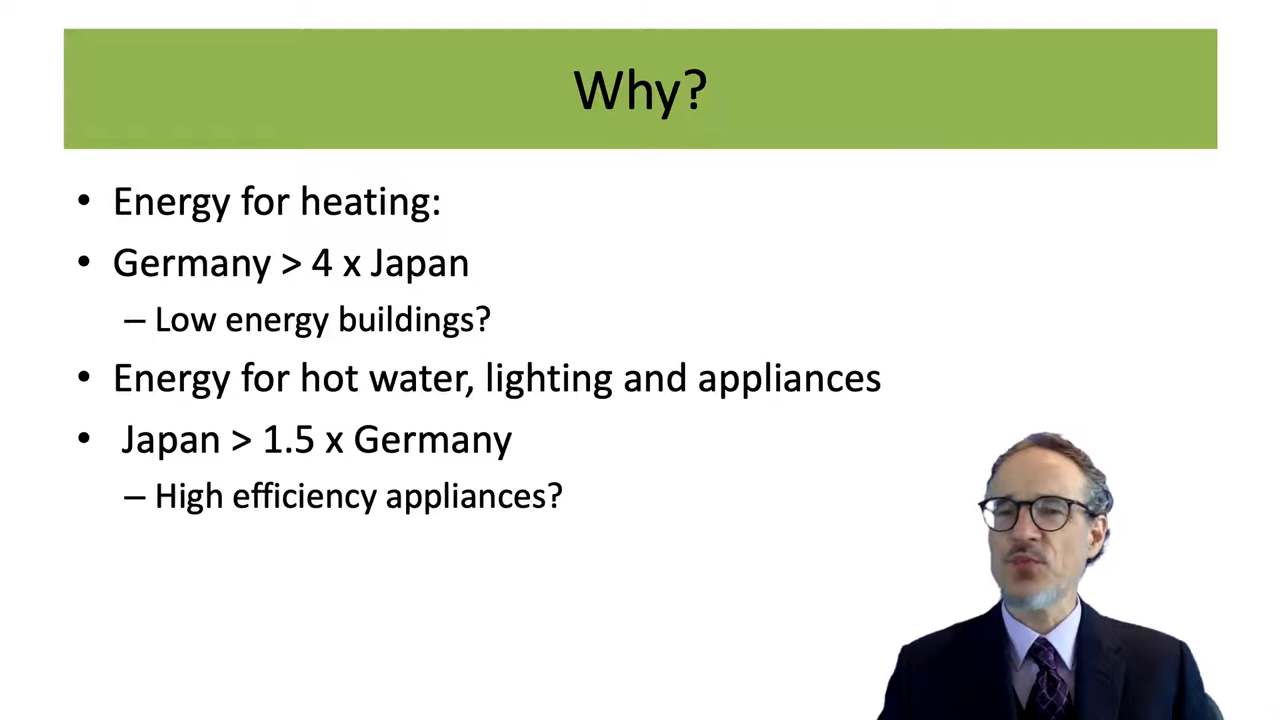 Why?
• Energy for heating:
• Germany > 4 x Japan
– Low energy buildings?
• Energy for hot water, lighting and appliances
• Japan > 1.5 x Germany
– High efficiency appliances?